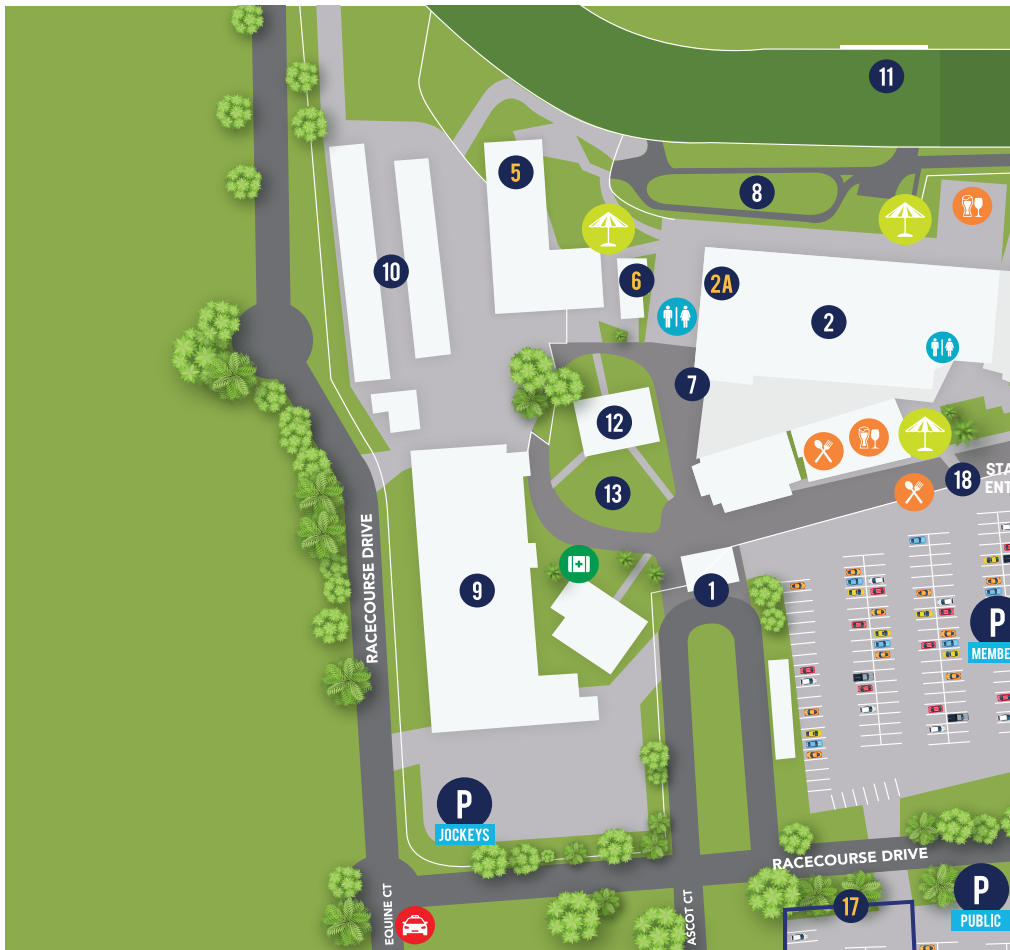 11
5
8
6
2A
10
2
7
12
13
18
STA
ENT
RACECOURSE DRIVE
9
1
P
MEMBE
P
JOCKEYS
RACECOURSE DRIVE
P
PUBLIC
17
EQUINE CT
ASCOT CT